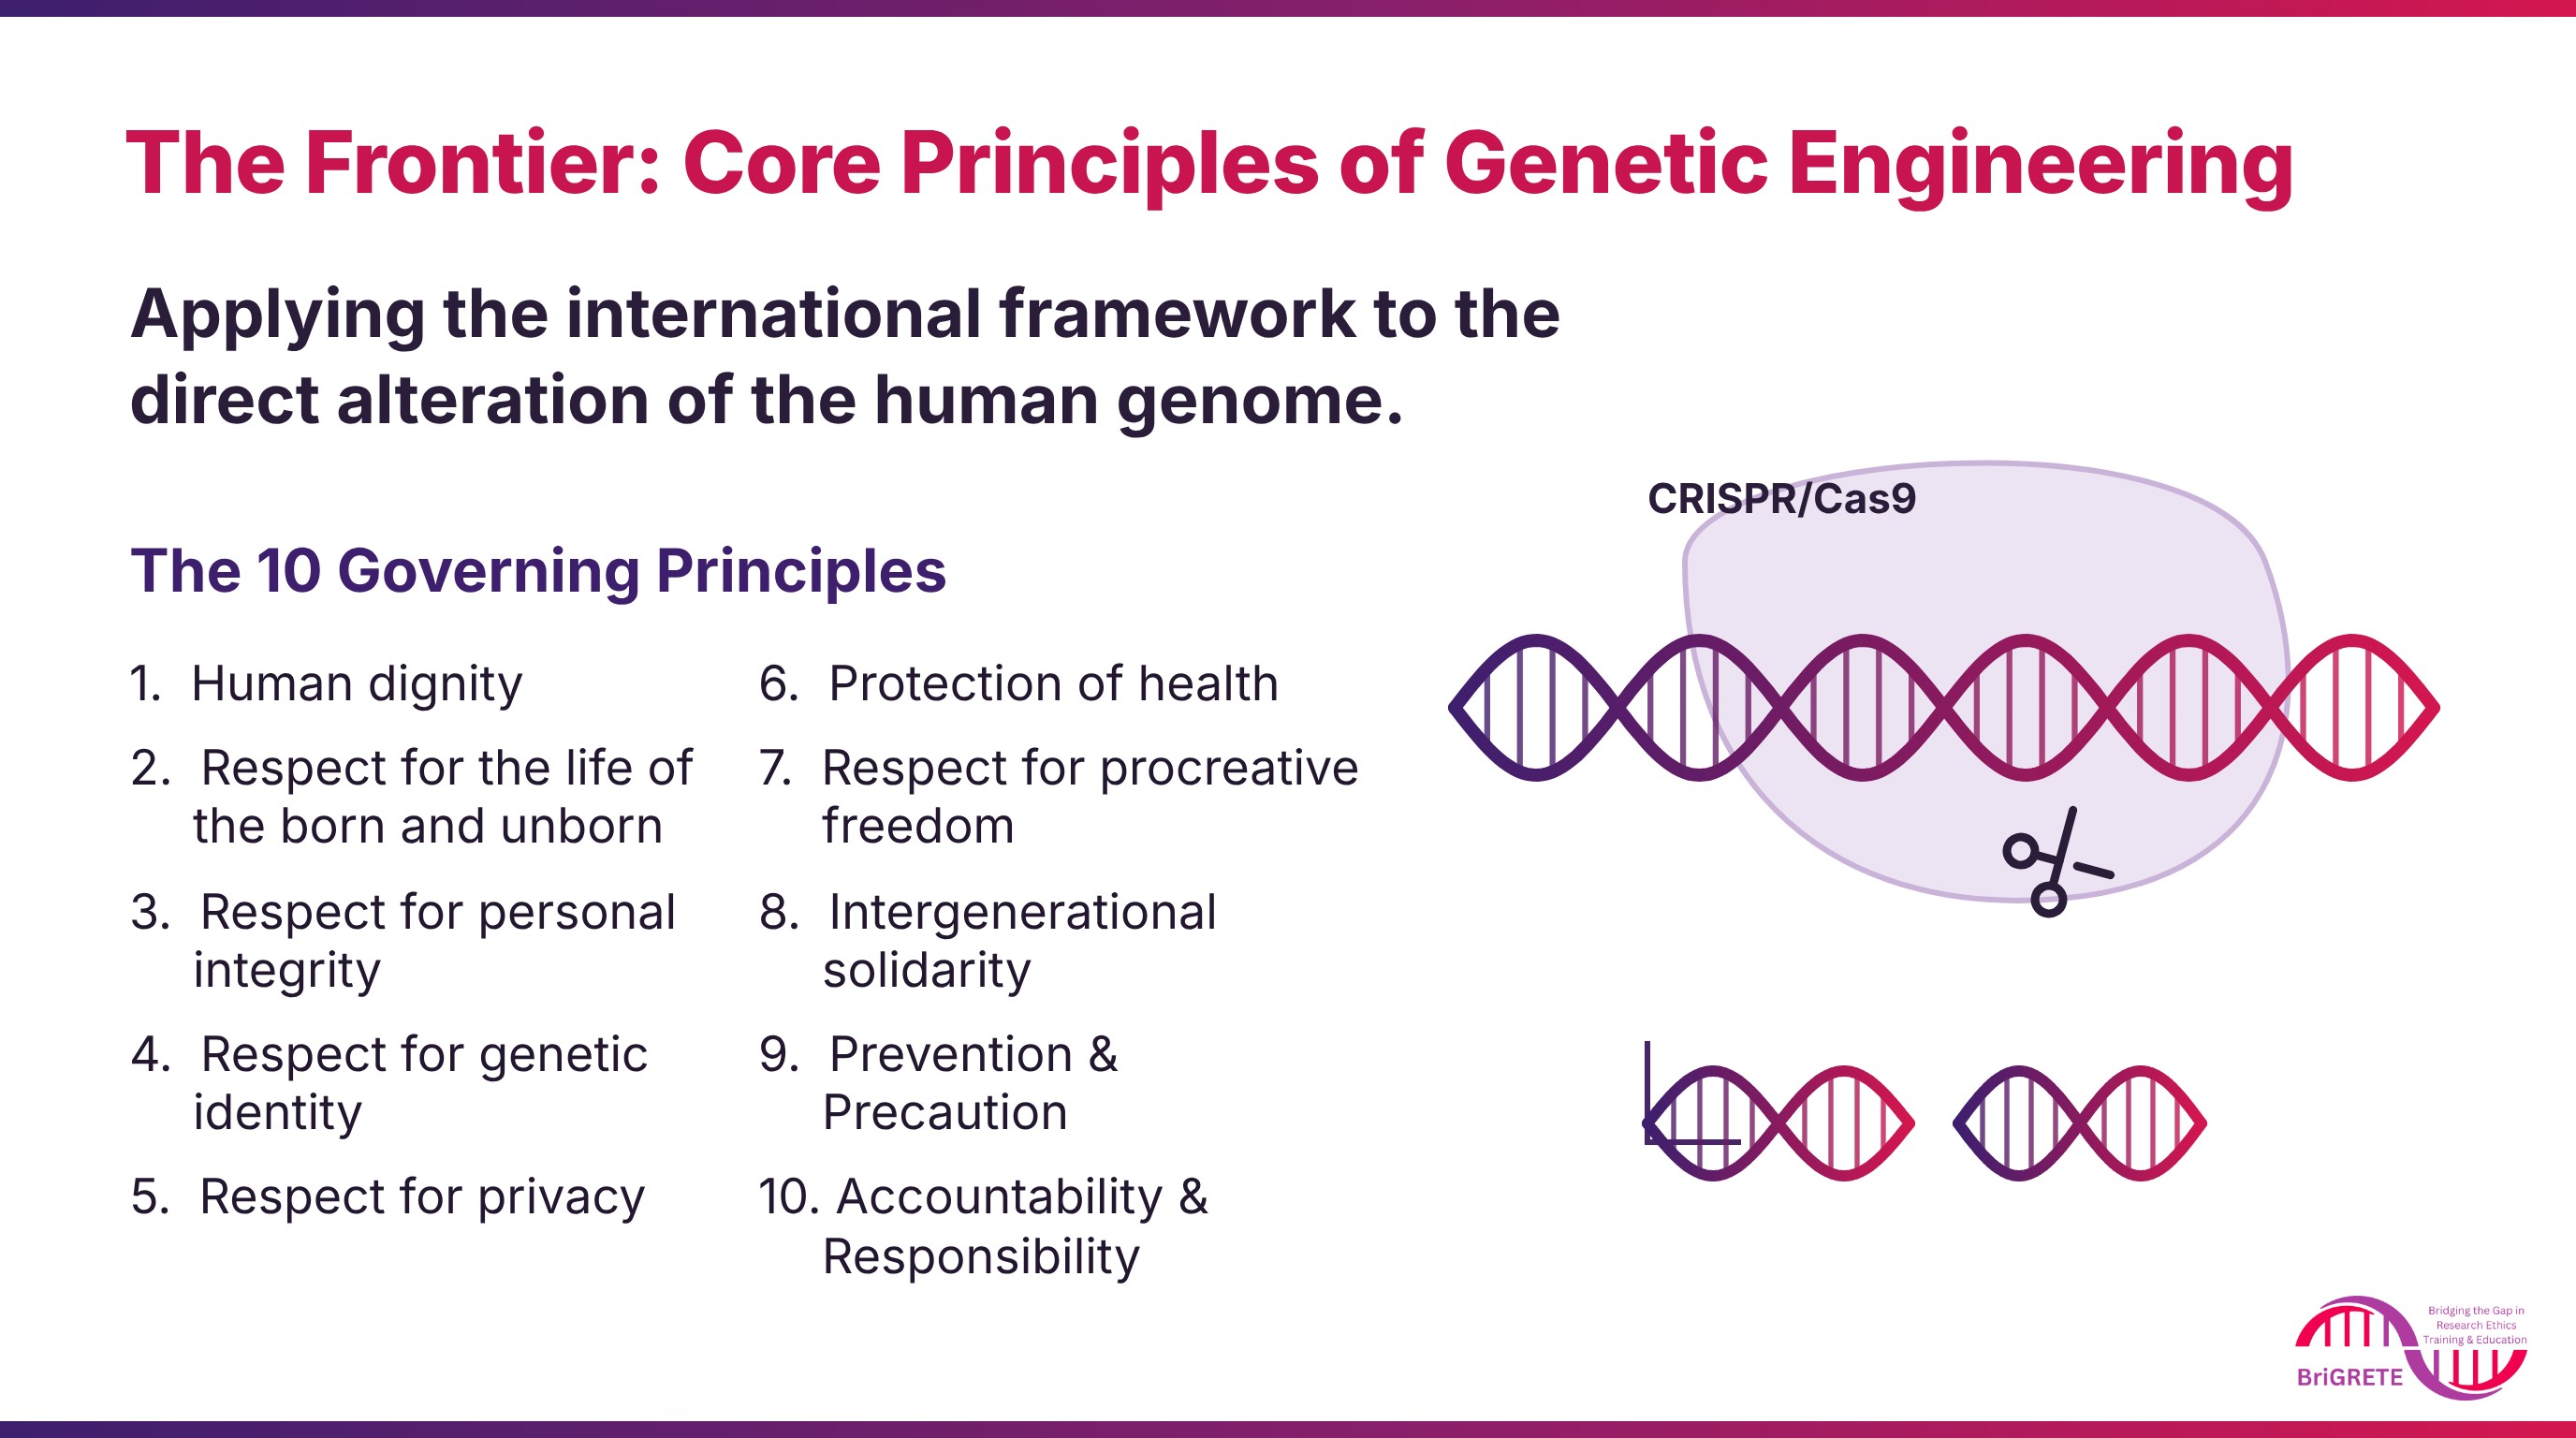 The Frontier: Core Principles of Genetic Engineering
Applying the international framework to the
direct alteration of the human genome.
The 10 Governing Principles
1. Human dignity
2. Respect for the life of
the born and unborn
3. Respect for personal
integrity
4. Respect for genetic
identity
5. Respect for privacy
6. Protection of health
7. Respect for procreative
freedom
8. Intergenerational
solidarity
9. Prevention &
Precaution
10. Accountability &
Responsibility
CRISPR/Cas9
Bridging the Gap in
Research Ethics
Training & Education
BriGRETE